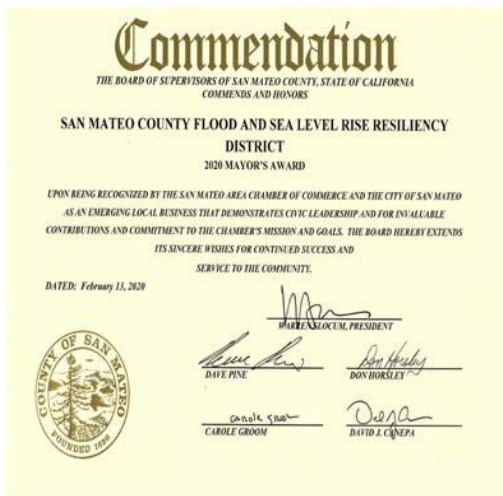 Commendation
THE BOARD OF SUPERVISORS OF SAN MATEO COUNTY, STATE OF CALIFORNIA
COMMENDS AND HONORS
SAN MATEO COUNTY FLOOD AND SEA LEVEL RISE RESILIENCY
DISTRICT
2020 MAYOR'S AWARD
UPON BEING RECOGNIZED BY THE SAN MATEO AREA CHAMBER OF COMMERCE AND THE CITY OF SAN MATEO
AS AN EMERGING LOCAL BUSINESS THAT DEMONSTRATES CIVIC LEADERSHIP AND FOR INVALUABLE
CONTRIBUTIONS AND COMMITMENT TO THE CHAMBER'S MISSION AND GOALS. THE BOARD HEREBY EXTENDS
ITS SINCERE WISHES FOR CONTINUED SUCCESS AND
SERVICE TO THE COMMUNITY.
DATED: February 13, 2020
WARREN SLOCUM, PRESIDENT
Don Horsley
DAVE PINE
DON HORSLEY
carole groom
CAROLE GROOM
DAVID J. CANEPA
COUNTY OF SAN MATEO
FOUNDED 1856